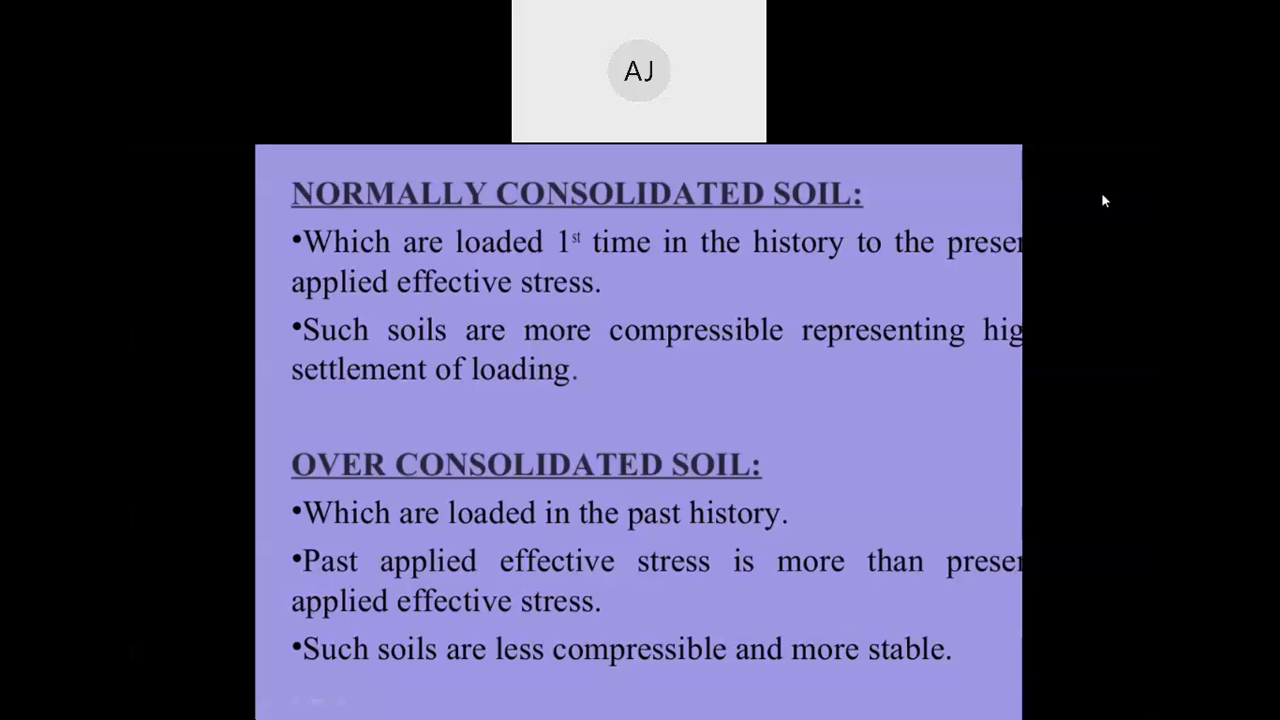 AJ
NORMALLY CONSOLIDATED SOIL:
•Which are loaded 1st time in the history to the presen
applied effective stress.
•Such soils are more compressible representing hig
settlement of loading.
OVER CONSOLIDATED SOIL:
•Which are loaded in the past history.
•Past applied effective stress is more than presen
applied effective stress.
•Such soils are less compressible and more stable.